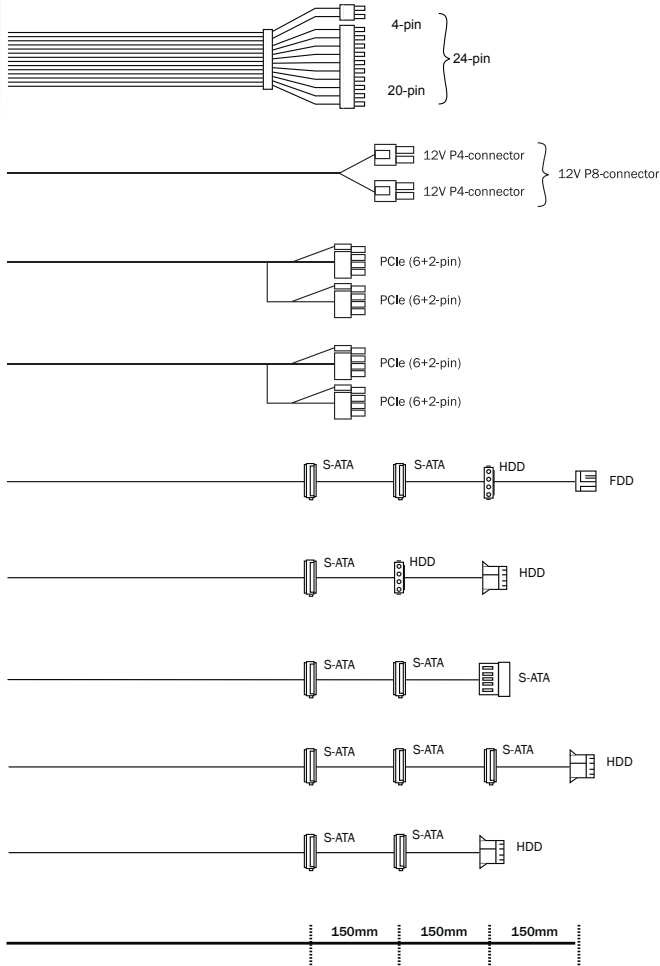 4-pin
24-pin
20-pin
12V P4-connector
12V P8-connector
12V P4-connector
PCIe (6+2-pin)
PCIe (6+2-pin)
PCIe (6+2-pin)
PCIe (6+2-pin)
S-ATA S-ATA HDD FDD
S-ATA HDD HDD
S-ATA S-ATA S-ATA
S-ATA S-ATA S-ATA HDD
S-ATA S-ATA HDD
150mm 150mm 150mm